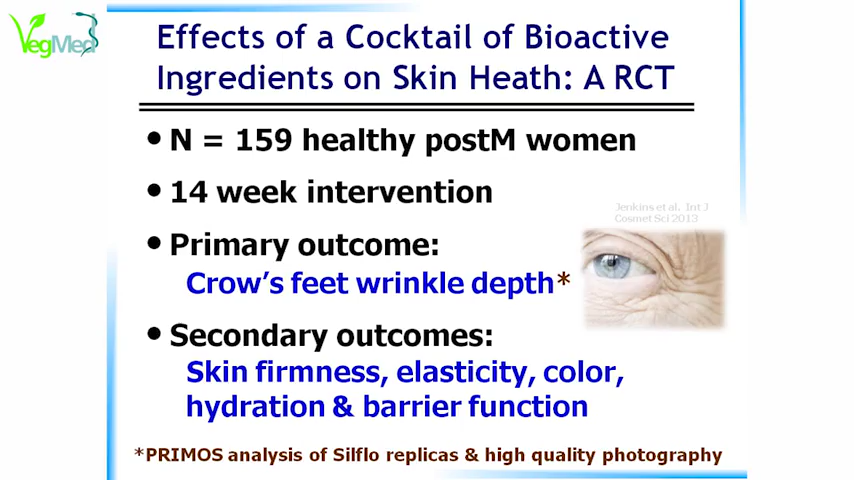 VegMed
Effects of a Cocktail of Bioactive
Ingredients on Skin Heath: A RCT
• N = 159 healthy postM women
• 14 week intervention
Jenkins et al. Int J
Cosmet Sci 2013
• Primary outcome:
Crow's feet wrinkle depth*
• Secondary outcomes:
Skin firmness, elasticity, color,
hydration & barrier function
*PRIMOS analysis of Silflo replicas & high quality photography